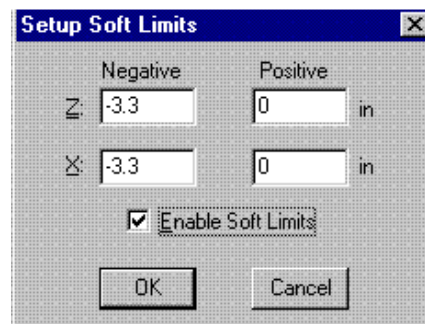 Setup Soft Limits
Negative Positive
Z: -3.3 0 in
X: -3.3 0 in
Enable Soft Limits
OK Cancel